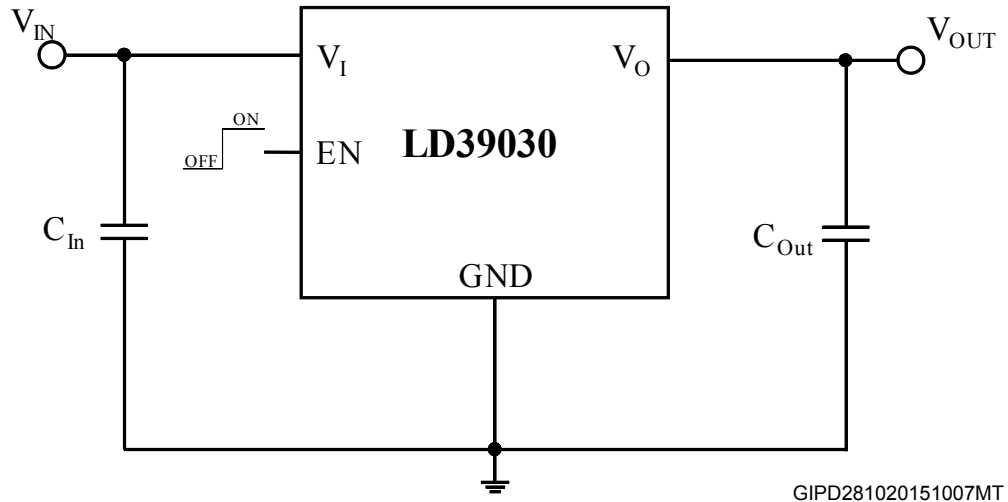 VIN
VI
VO
VOUT
ON
OFF
EN
LD39030
CIn
COut
GND
GIPD281020151007MT